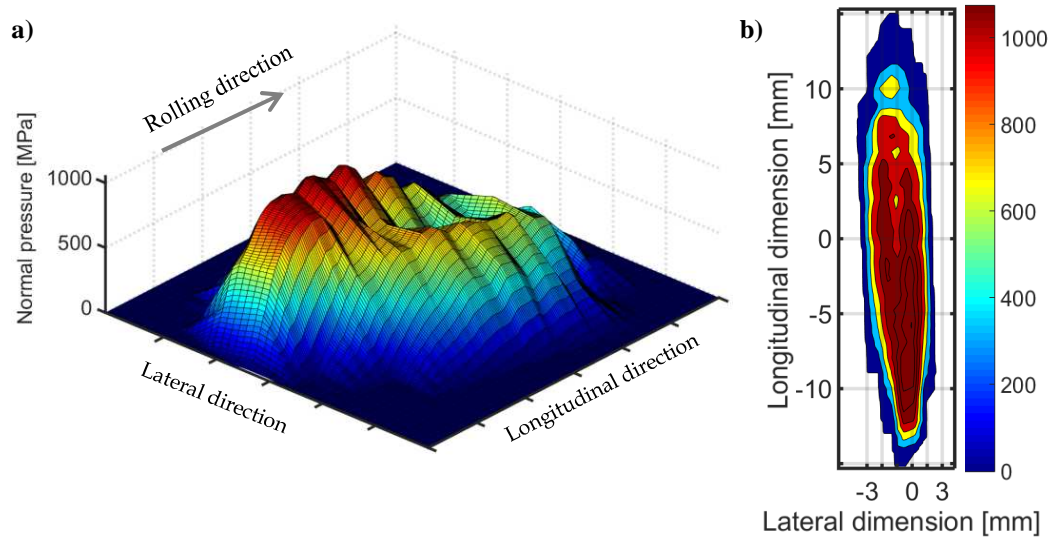 a)
Rolling direction
Normal pressure [MPa]
1000
500
0
Lateral direction
Longitudinal direction
b)
Longitudinal dimension [mm]
10
5
0
-5
-10
-3 0 3
Lateral dimension [mm]
1000
800
600
400
200
0